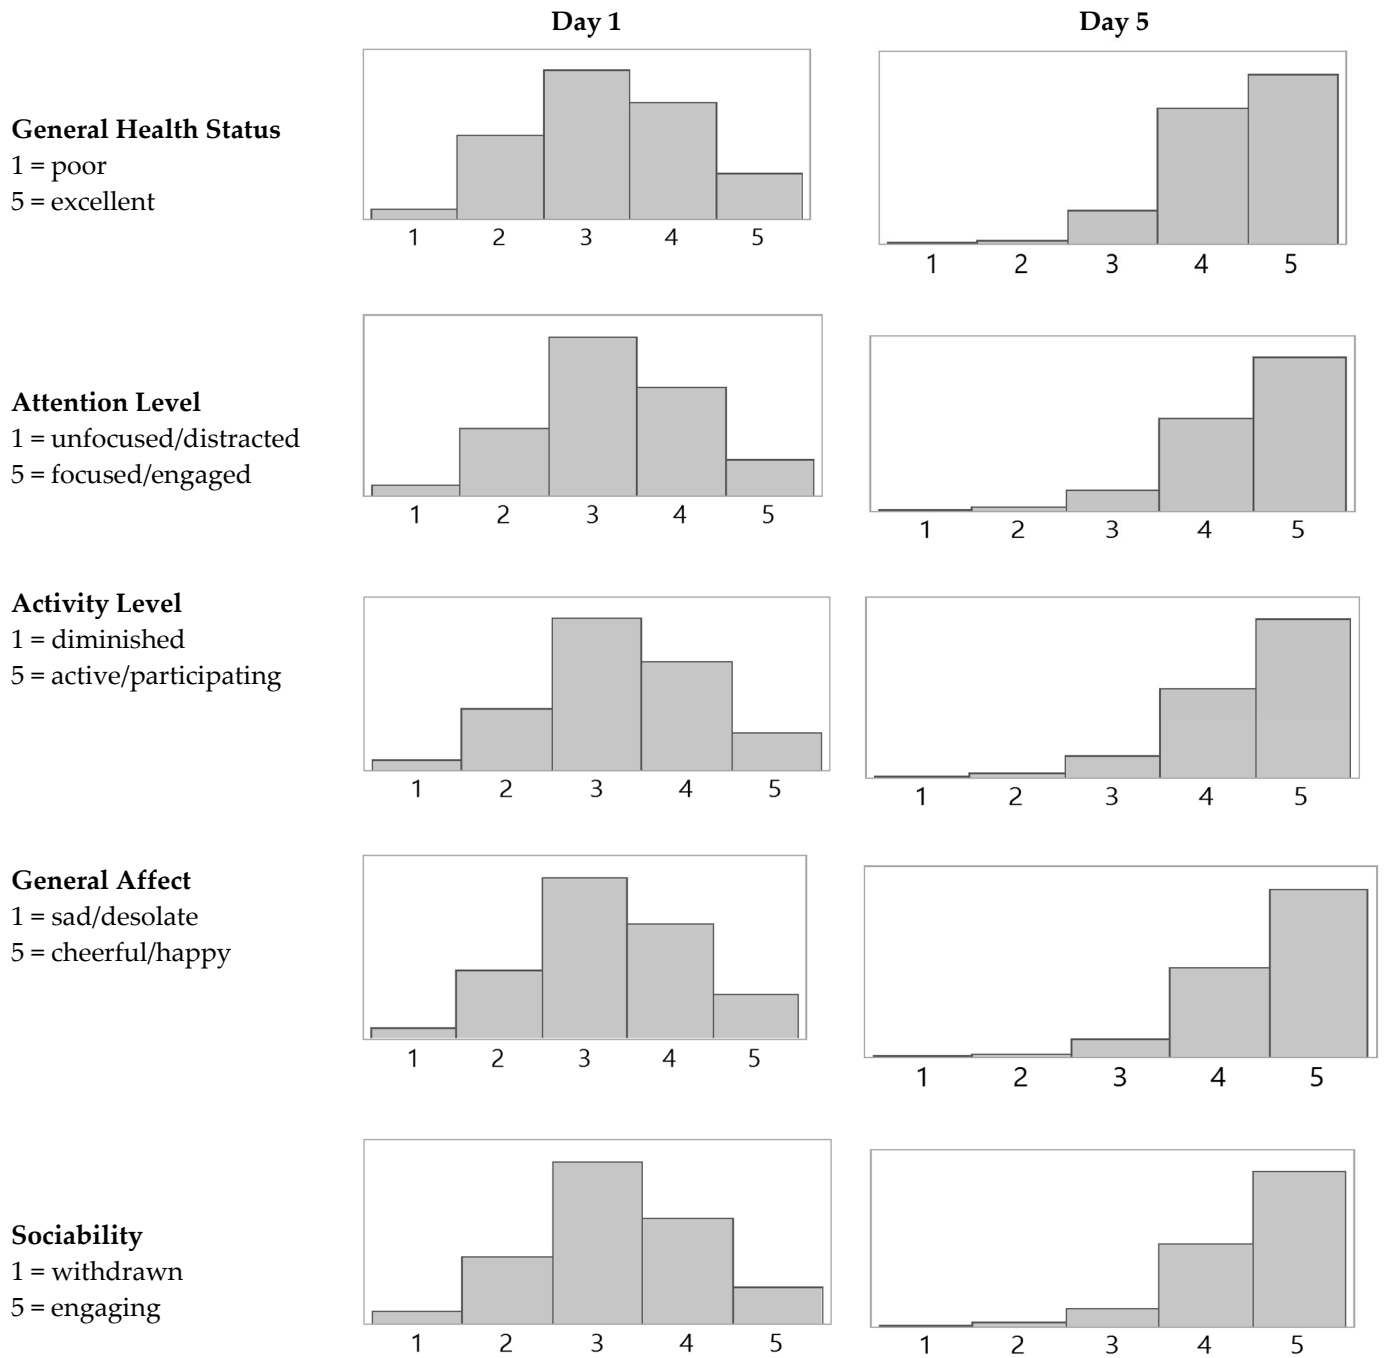 Day 1 Day 5
General Health Status
1 = poor
5 = excellent
1 2 3 4 5
1 2 3 4 5
Attention Level
1 = unfocused/distracted
5 = focused/engaged
1 2 3 4 5
1 2 3 4 5
Activity Level
1 = diminished
5 = active/participating
1 2 3 4 5
1 2 3 4 5
General Affect
1 = sad/desolate
5 = cheerful/happy
1 2 3 4 5
1 2 3 4 5
Sociability
1 = withdrawn
5 = engaging
1 2 3 4 5
1 2 3 4 5